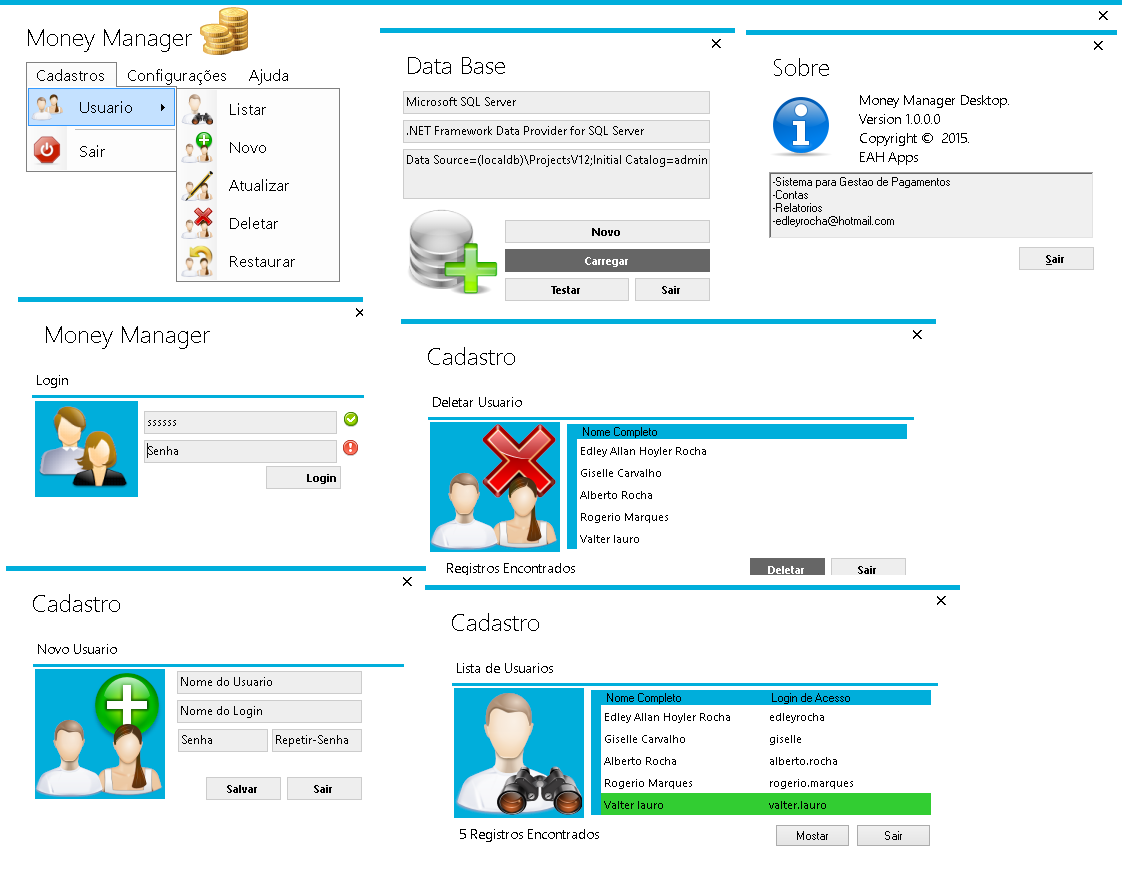 Money Manager
Cadastros Configurações Ajuda
Usuario
Sair
Listar
Novo
Atualizar
Deletar
Restaurar
Data Base
Microsoft SQL Server
.NET Framework Data Provider for SQL Server
Data Source=(localdb)\ProjectsV12;Initial Catalog=admin
Novo
Carregar
Testar Sair
Sobre
Money Manager Desktop.
Version 1.0.0.0
Copyright © 2015.
EAH Apps
-Sistema para Gestao de Pagamentos
-Contas
-Relatorios
-edleyrocha@hotmail.com
Sair
Money Manager
Login
ssssss
Senha
Login
Cadastro
Deletar Usuario
Nome Completo
Edley Allan Hoyler Rocha
Giselle Carvalho
Alberto Rocha
Rogerio Marques
Valter lauro
Registros Encontrados
Deletar Sair
Cadastro
Novo Usuario
Nome do Usuario
Nome do Login
Senha Repetir-Senha
Salvar Sair
Cadastro
Lista de Usuarios
Nome Completo Login de Acesso
Edley Allan Hoyler Rocha edleyrocha
Giselle Carvalho giselle
Alberto Rocha alberto.rocha
Rogerio Marques rogerio.marques
Valter lauro valter.lauro
5 Registros Encontrados
Mostar Sair